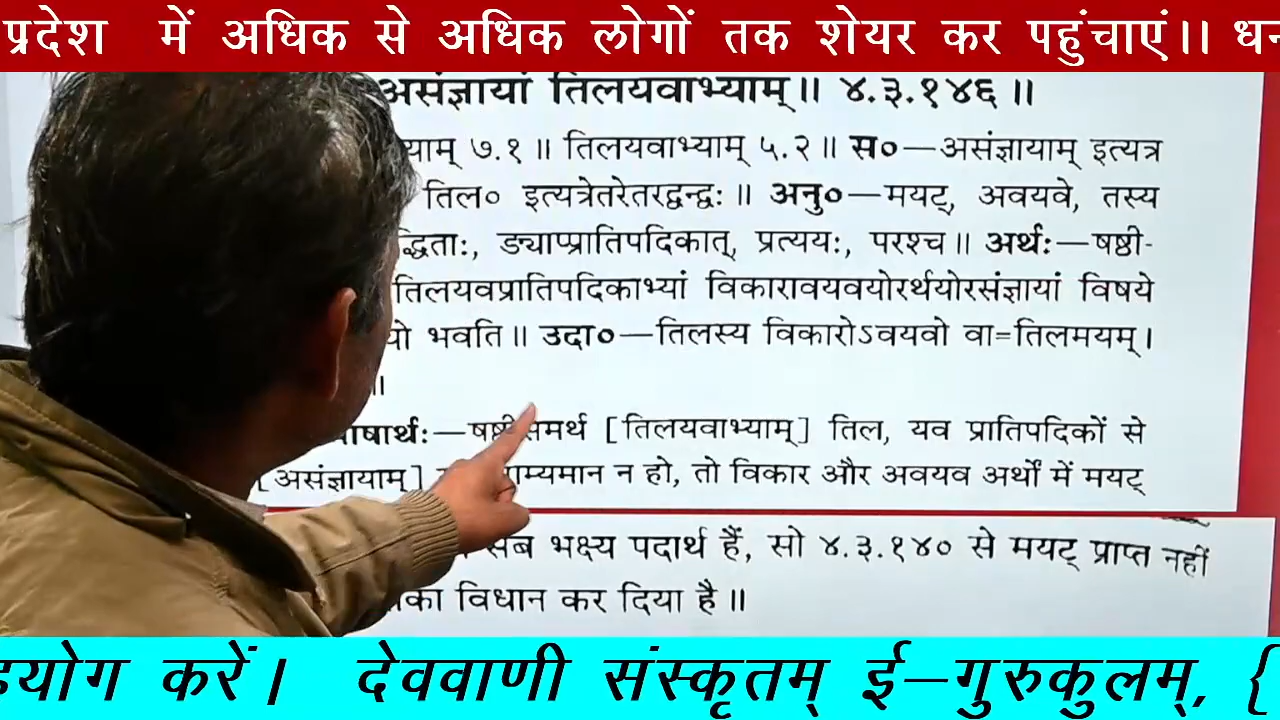 प्रदेश में अधिक से अधिक लोगों तक शेयर कर पहुंचाएं।।
असंज्ञायां तिलयवाभ्याम्॥ ४.३.१४६॥
७.१॥ तिलयवाभ्याम् ५.२॥ स०—असंज्ञायाम् इत्यत्र
तिल० इत्यत्रेतरेतरद्वन्द्वः॥ अनु०—मयट्, अवयवे, तस्य
ङ्याप्प्रातिपदिकात्, प्रत्ययः, परश्च॥ अर्थः—षष्ठी-
तिलयवप्रातिपदिकाभ्यां विकारावयवयोरर्थयोरसंज्ञायां विषये
भवति॥ उदा०—तिलस्य विकारोऽवयवो वा=तिलमयम्।
॥
षष्ठीसमर्थ [तिलयवाभ्याम्] तिल, यव प्रातिपदिकों से
[असंज्ञायाम्] न हो, तो विकार और अवयव अर्थों में मयट्
सब भक्ष्य पदार्थ हैं, सो ४.३.१४० से मयट् प्राप्त नहीं
विधान कर दिया है॥
करें। देववाणी संस्कृतम् ई-गुरुकुलम्, {